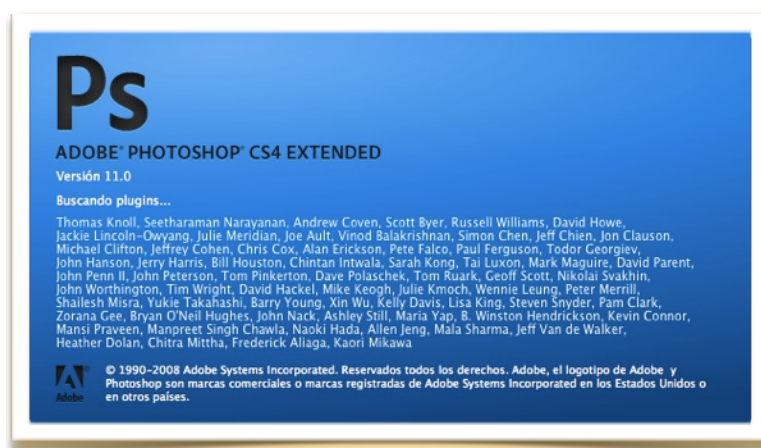 Ps
ADOBE® PHOTOSHOP® CS4 EXTENDED
Versión 11.0
Buscando plugins...
Thomas Knoll, Seetharaman Narayanan, Andrew Coven, Scott Byer, Russell Williams, David Howe,
Jackie Lincoln-Owyang, Julie Meridian, Joe Ault, Vinod Balakrishnan, Simon Chen, Jeff Chien, Jon Clauson,
Michael Clifton, Jeffrey Cohen, Chris Cox, Alan Erickson, Pete Falco, Paul Ferguson, Todor Georgiev,
John Hanson, Jerry Harris, Bill Houston, Chintan Intwala, Sarah Kong, Tai Luxon, Mark Maguire, David Parent,
John Penn II, John Peterson, Tom Pinkerton, Dave Polaschek, Tom Ruark, Geoff Scott, Nikolai Svakhin,
John Worthington, Tim Wright, David Hackel, Mike Keogh, Julie Kmoch, Wennie Leung, Peter Merrill,
Shailesh Misra, Yukie Takahashi, Barry Young, Xin Wu, Kelly Davis, Lisa King, Steven Snyder, Pam Clark,
Zorana Gee, Bryan O'Neil Hughes, John Nack, Ashley Still, Maria Yap, B. Winston Hendrickson, Kevin Connor,
Mansi Praveen, Manpreet Singh Chawla, Naoki Hada, Allen Jeng, Mala Sharma, Jeff Van de Walker,
Heather Dolan, Chitra Mittha, Frederick Aliaga, Kaori Mikawa
© 1990-2008 Adobe Systems Incorporated. Reservados todos los derechos. Adobe, el logotipo de Adobe y
Photoshop son marcas comerciales o marcas registradas de Adobe Systems Incorporated en los Estados Unidos o
en otros países.
Adobe